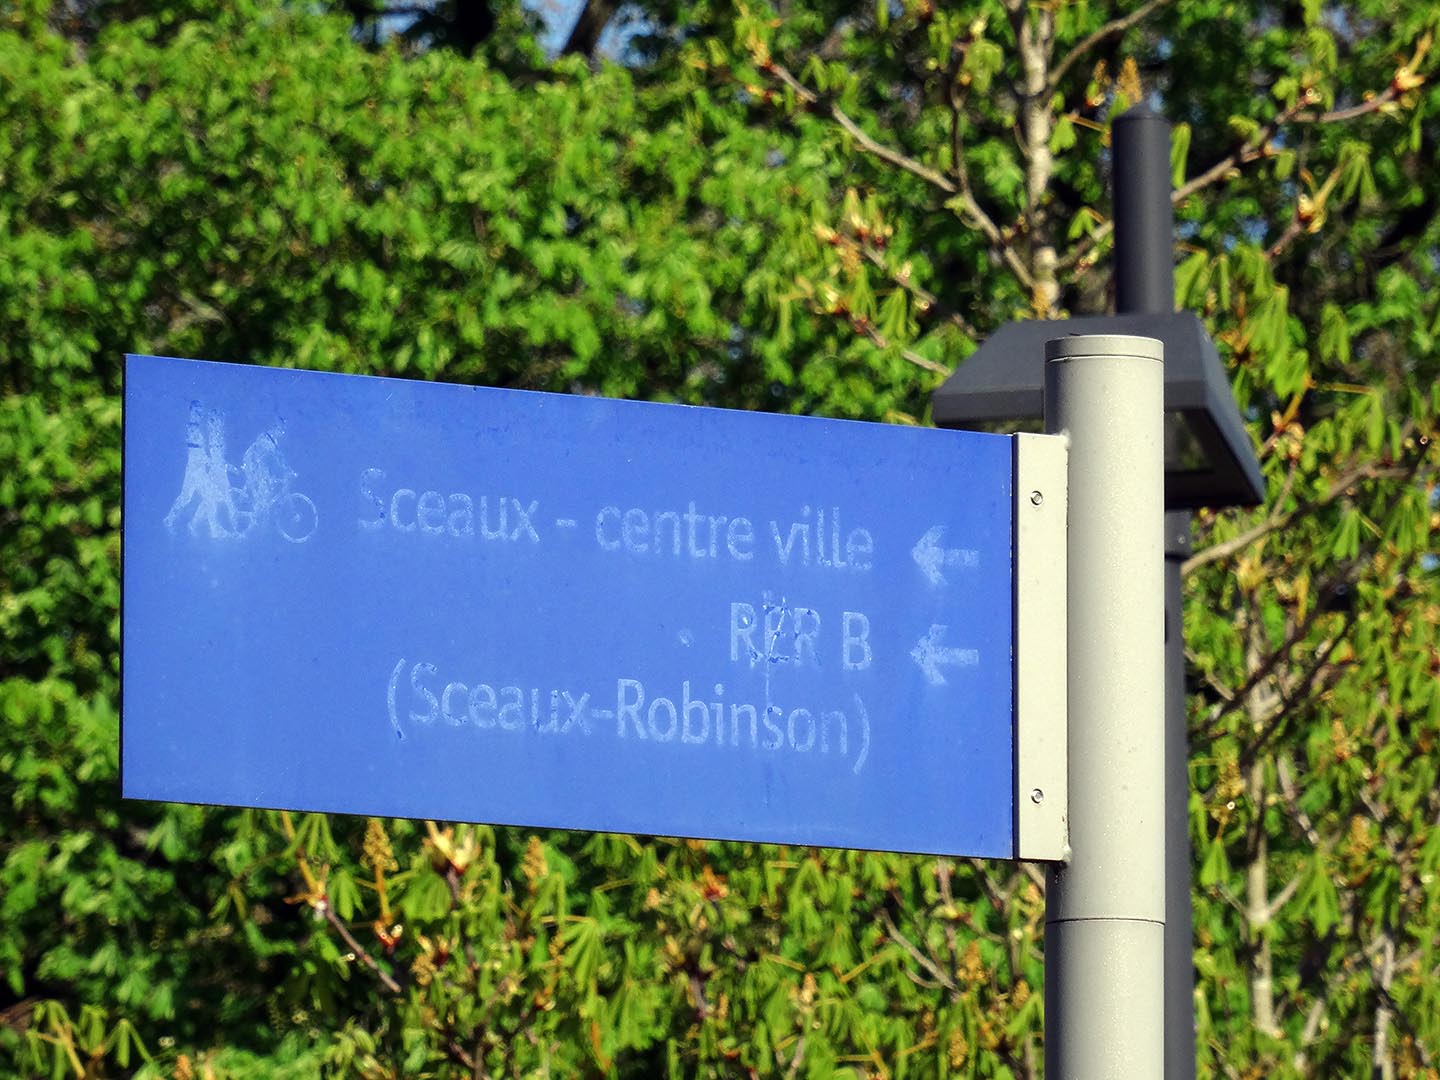 Sceaux - centre ville ←
RER B ←
(Sceaux-Robinson)